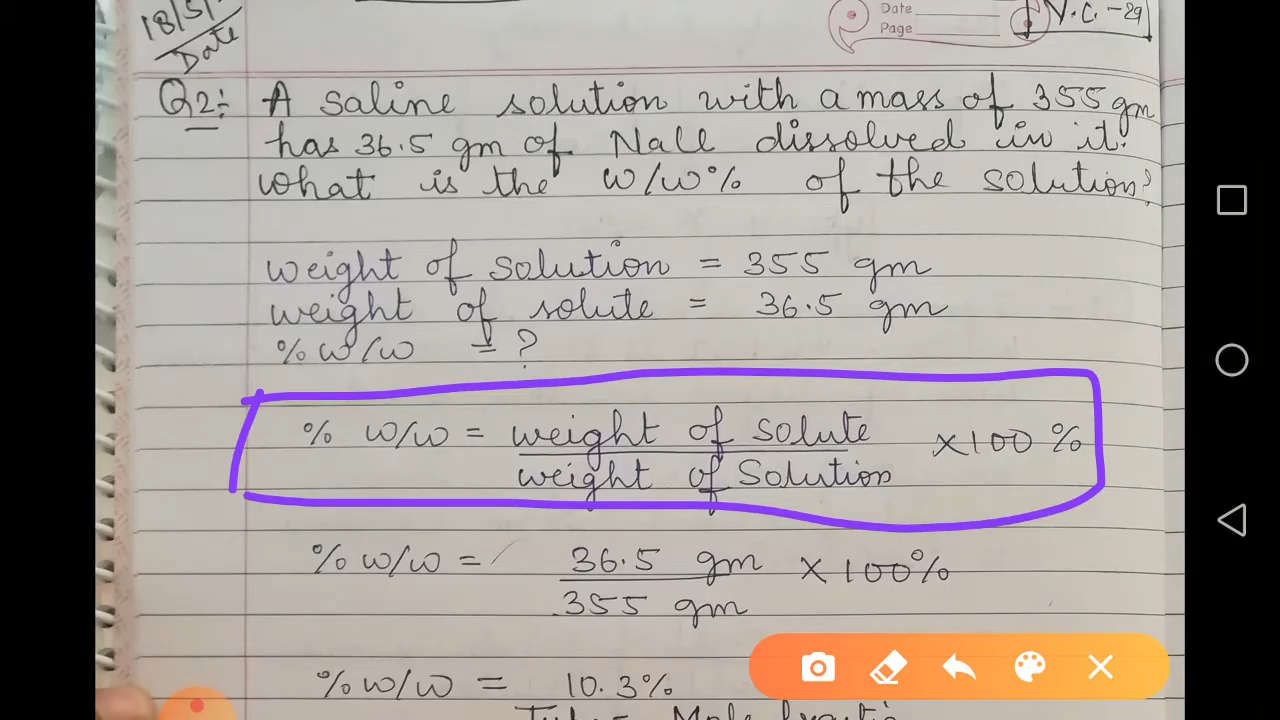 18/5/
Date
Date
Page
V.C. - 29
Q2:- A saline solution with a mass of 355 gm
has 36.5 gm of Nacl dissolved in it.
what is the w/w% of the solution?
weight of solution = 355 gm
weight of solute = 36.5 gm
% w/w = ?
% w/w = weight of solute
weight of Solution
×100 %
% w/w = 36.5 gm × 100%
355 gm
% w/w = 10.3%